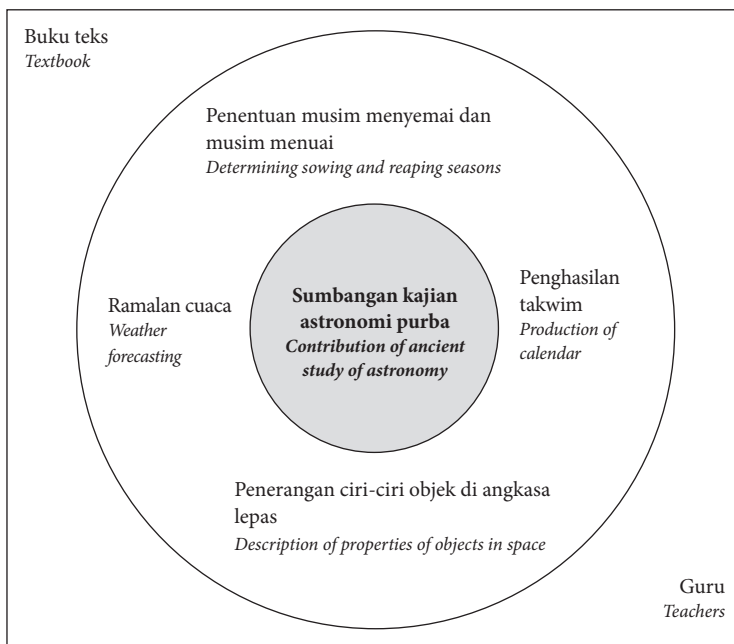 Buku teks
Textbook
Penentuan musim menyemai dan
musim menuai
Determining sowing and reaping seasons
Ramalan cuaca
Weather
forecasting
Sumbangan kajian
astronomi purba
Contribution of ancient
study of astronomy
Penghasilan
takwim
Production of
calendar
Penerangan ciri-ciri objek di angkasa
lepas
Description of properties of objects in space
Guru
Teachers